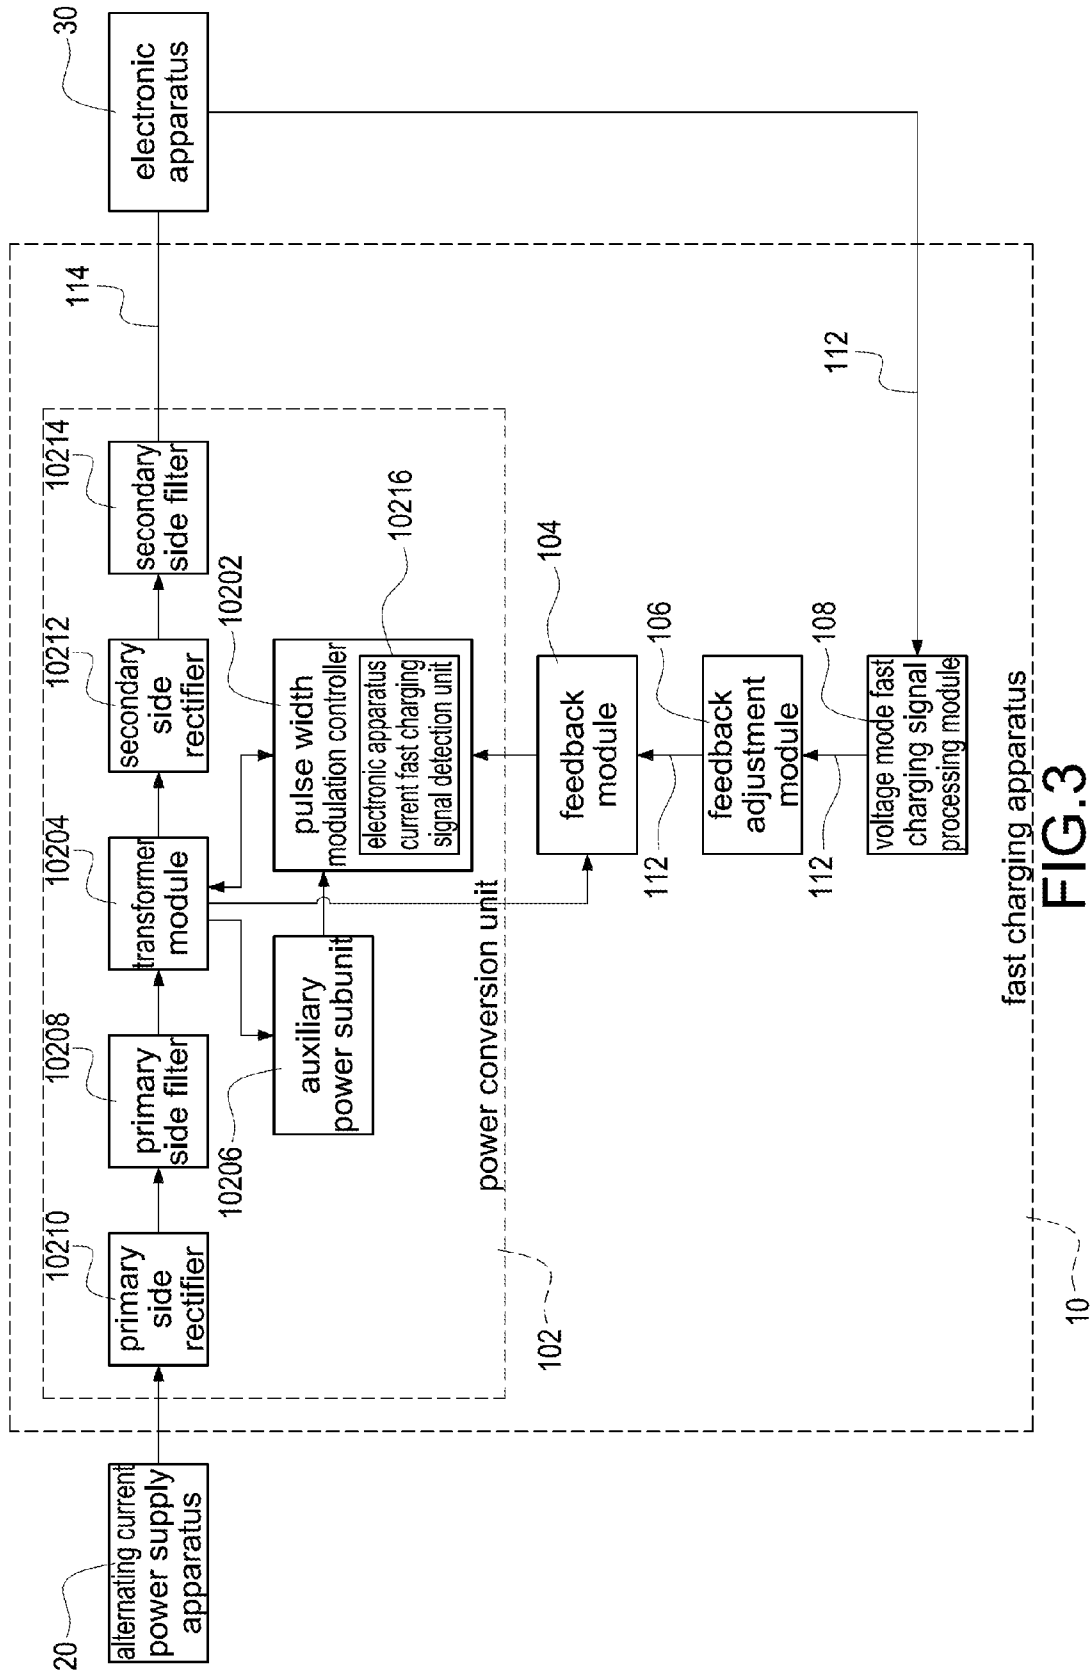 20
alternating current
power supply
apparatus
10210
primary
side
rectifier
10208
primary
side filter
10204
transformer
module
10212
secondary
side
rectifier
10214
secondary
side filter
114
30
electronic
apparatus
10206
auxiliary
power subunit
10202
pulse width
modulation controller
electronic apparatus
current fast charging
signal detection unit
10216
power conversion unit
102
104
feedback
module
112
106
feedback
adjustment
module
112
108
voltage mode fast
charging signal
processing module
112
fast charging apparatus
10
FIG.3